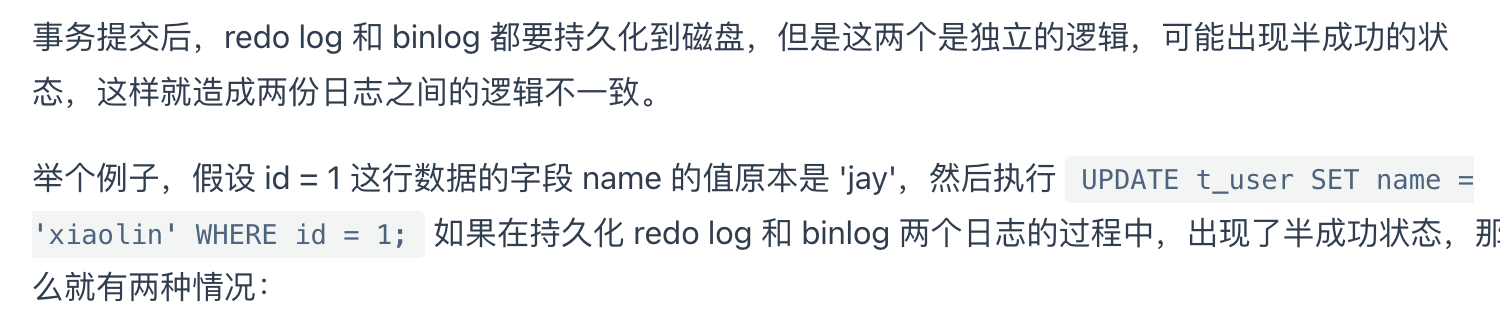 事务提交后，redo log 和 binlog 都要持久化到磁盘，但是这两个是独立的逻辑，可能出现半成功的状
态，这样就造成两份日志之间的逻辑不一致。
举个例子，假设 id = 1 这行数据的字段 name 的值原本是 'jay'，然后执行 UPDATE t_user SET name =
'xiaolin' WHERE id = 1; 如果在持久化 redo log 和 binlog 两个日志的过程中，出现了半成功状态，那
么就有两种情况：